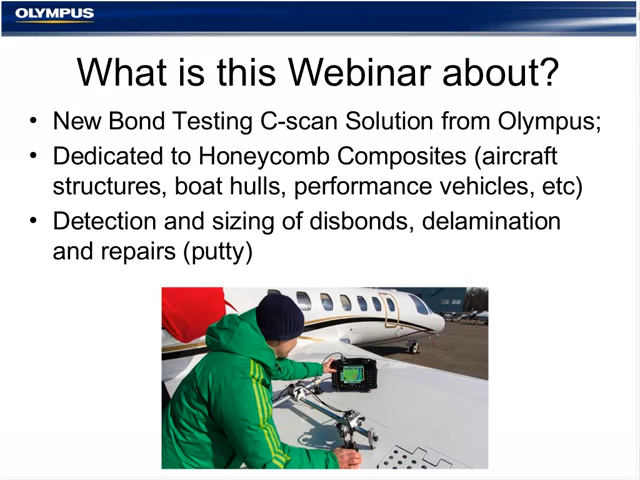 OLYMPUS
What is this Webinar about?
• New Bond Testing C-scan Solution from Olympus;
• Dedicated to Honeycomb Composites (aircraft
structures, boat hulls, performance vehicles, etc)
• Detection and sizing of disbonds, delamination
and repairs (putty)